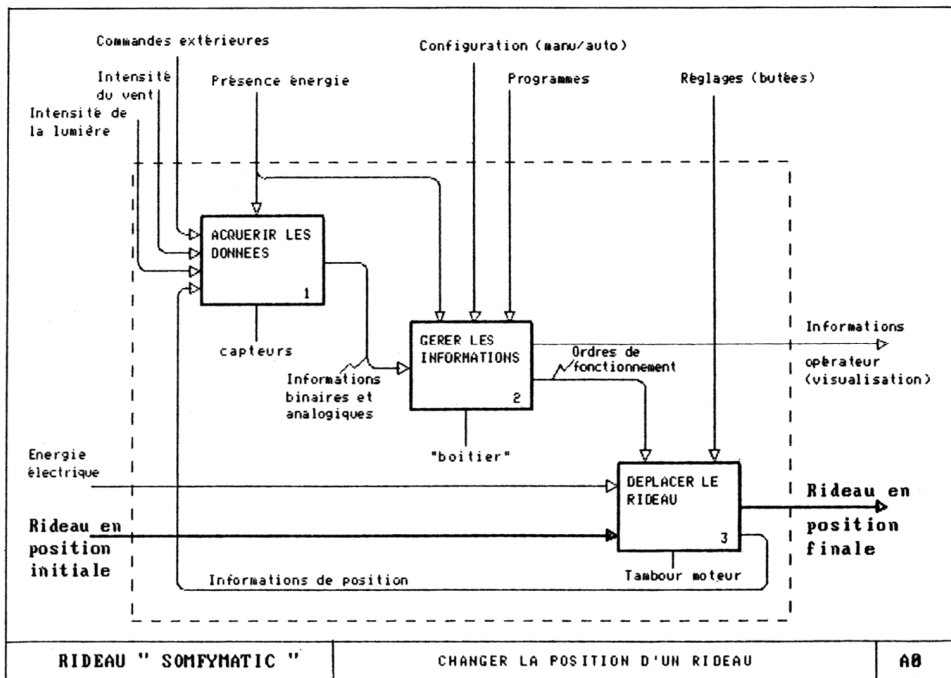 Commandes extérieures
Intensité
du vent
Intensité de
la lumière
Présence énergie
Configuration (manu/auto)
Programmes
Réglages (butées)
ACQUERIR LES
DONNEES
1
capteurs
Informations
binaires et
analogiques
GERER LES
INFORMATIONS
2
"boitier"
Ordres de
fonctionnement
Informations
opérateur
(visualisation)
Energie
électrique
DEPLACER LE
RIDEAU
3
Tambour moteur
Rideau en
position
initiale
Rideau en
position
finale
Informations de position
RIDEAU " SOMFYMATIC "
CHANGER LA POSITION D'UN RIDEAU
A0